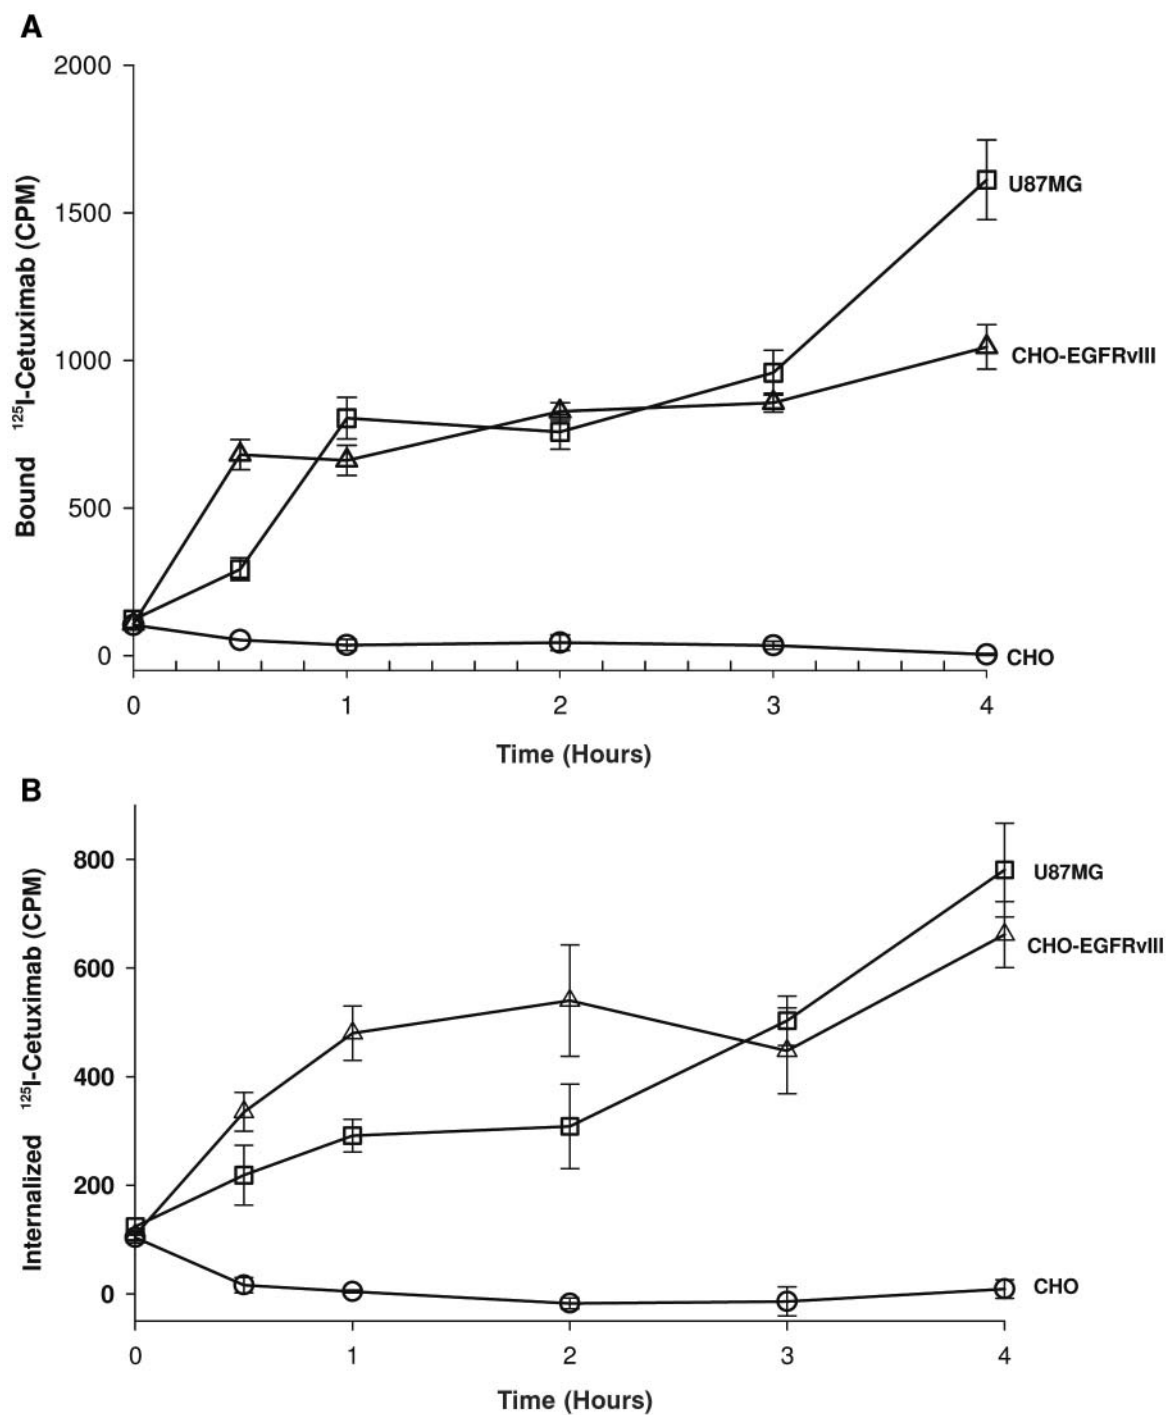 A
2000
1500
1000
500
0
Bound ¹²⁵I-Cetuximab (CPM)
U87MG
CHO-EGFRvIII
CHO
0 1 2 3 4
Time (Hours)
B
800
600
400
200
0
Internalized ¹²⁵I-Cetuximab (CPM)
U87MG
CHO-EGFRvIII
CHO
0 1 2 3 4
Time (Hours)